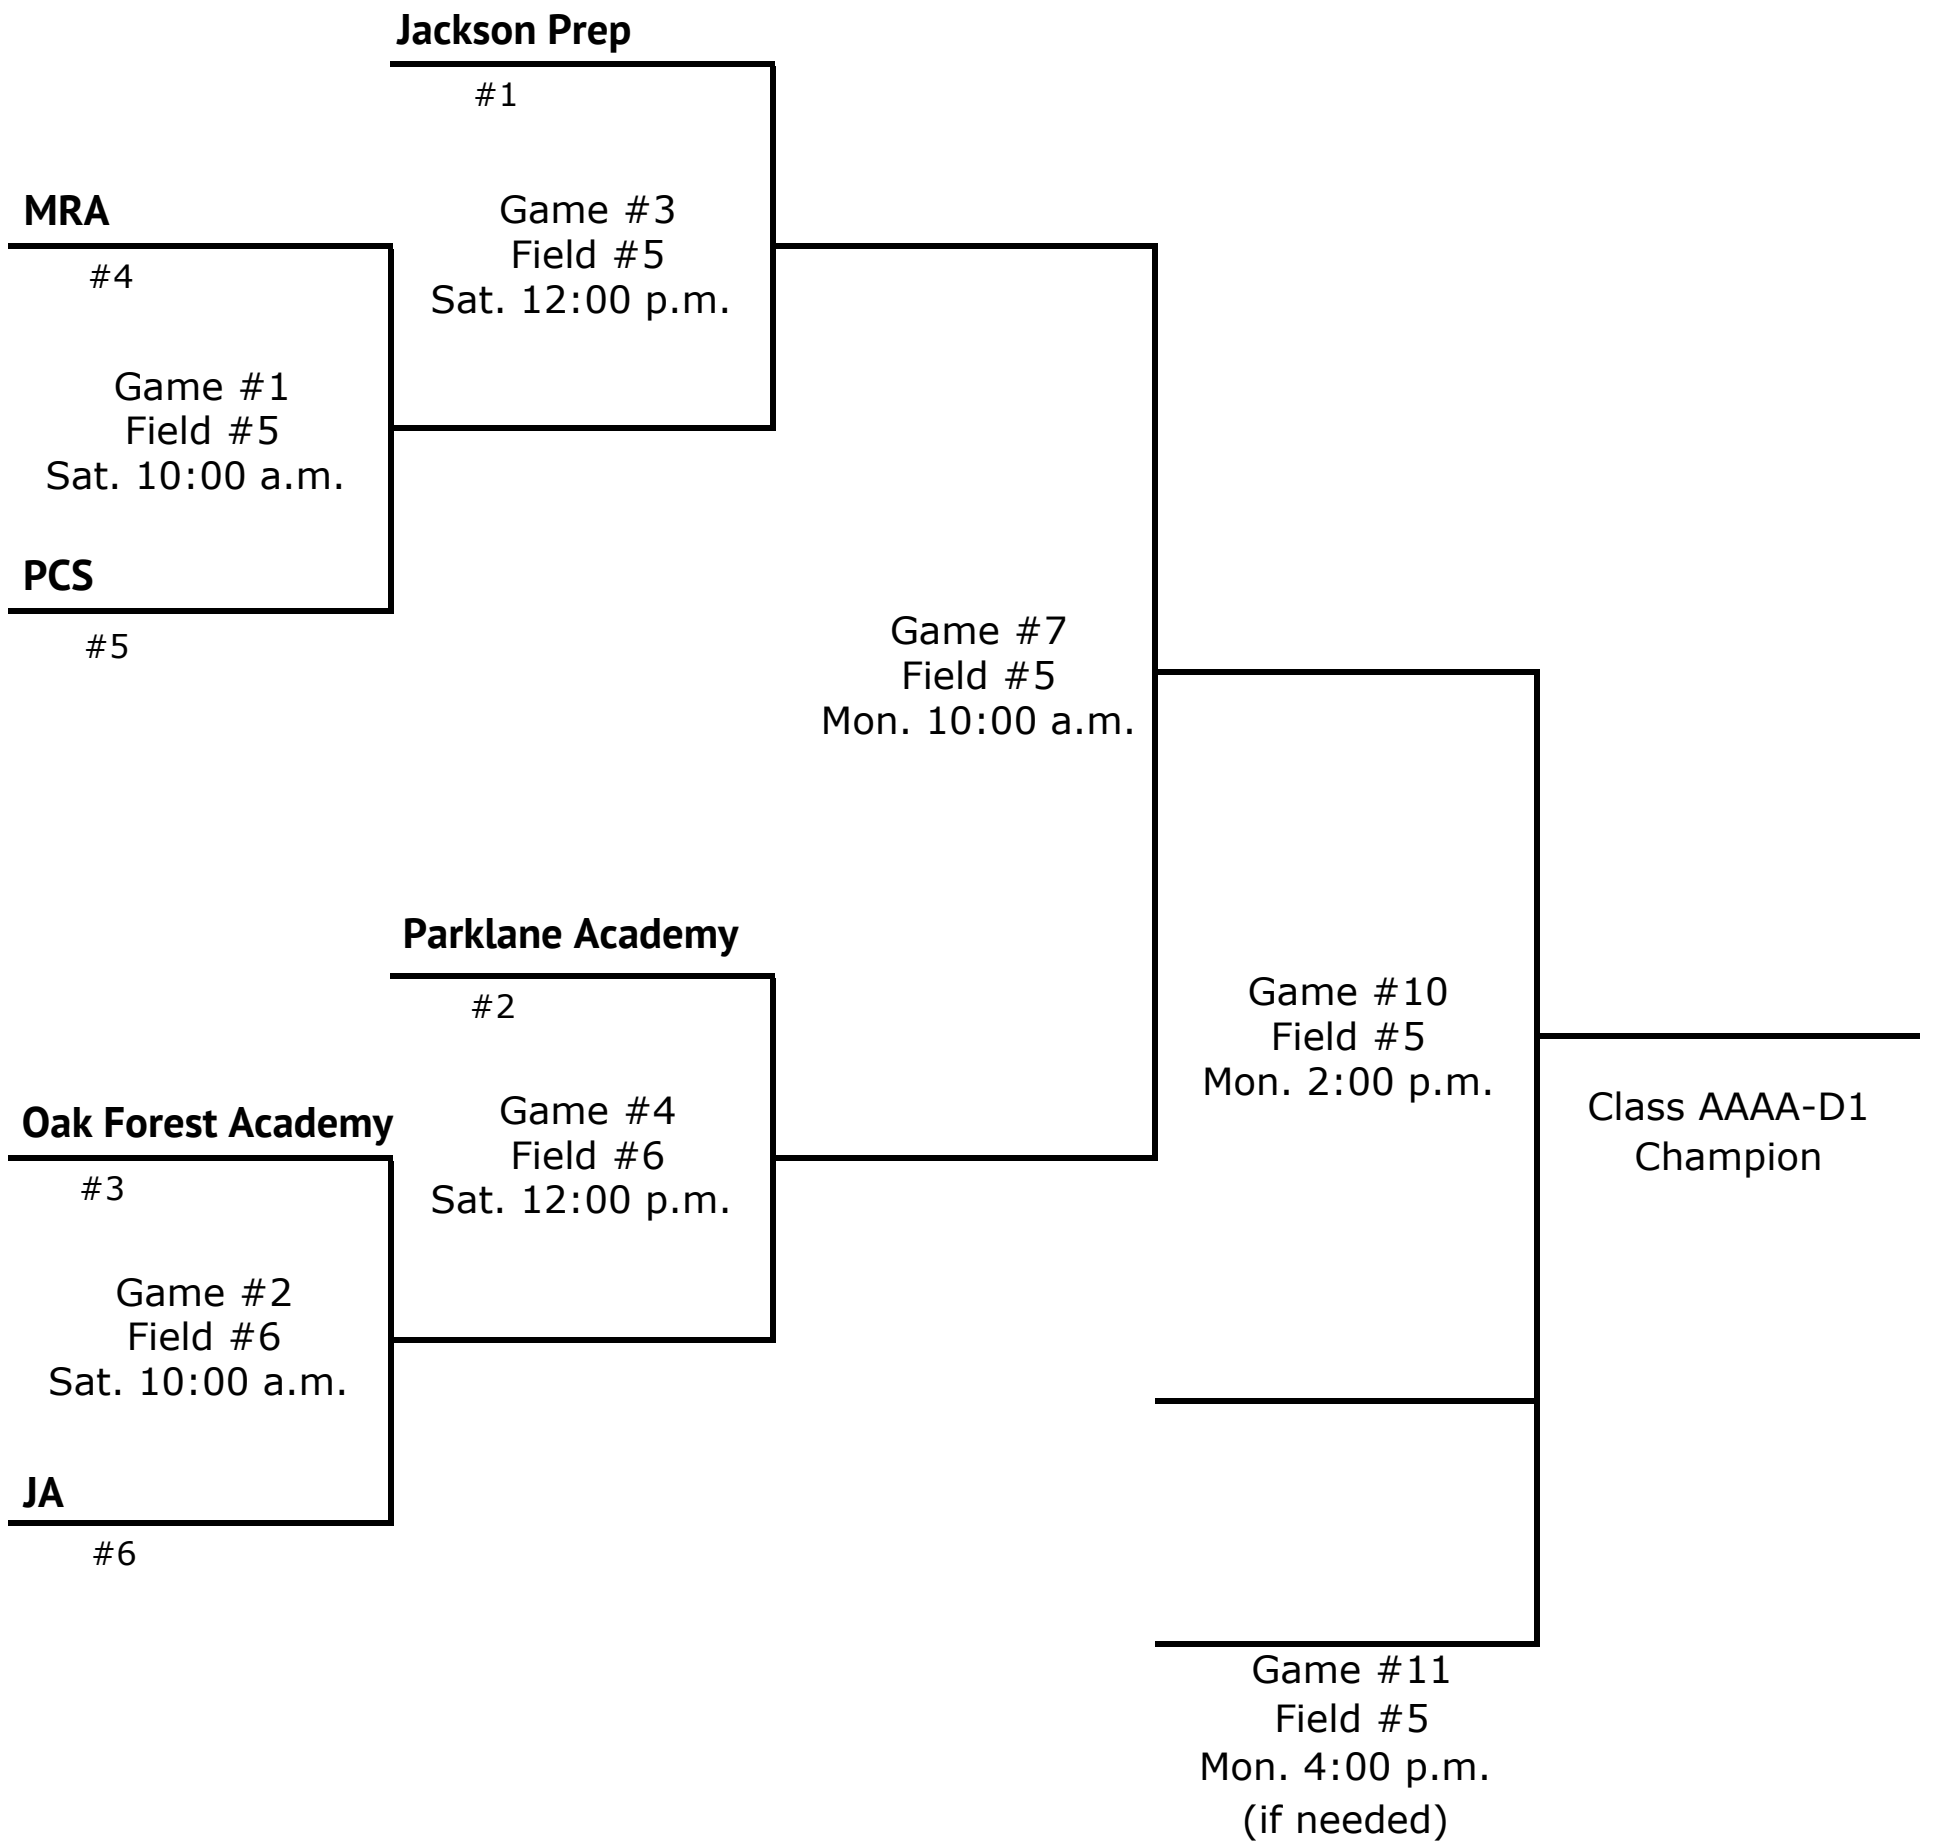 Jackson Prep
#1
MRA
#4
Game #3
Field #5
Sat. 12:00 p.m.
Game #1
Field #5
Sat. 10:00 a.m.
PCS
#5
Game #7
Field #5
Mon. 10:00 a.m.
Parklane Academy
#2
Oak Forest Academy
#3
Game #4
Field #6
Sat. 12:00 p.m.
Game #10
Field #5
Mon. 2:00 p.m.
Class AAAA-D1
Champion
Game #2
Field #6
Sat. 10:00 a.m.
JA
#6
Game #11
Field #5
Mon. 4:00 p.m.
(if needed)